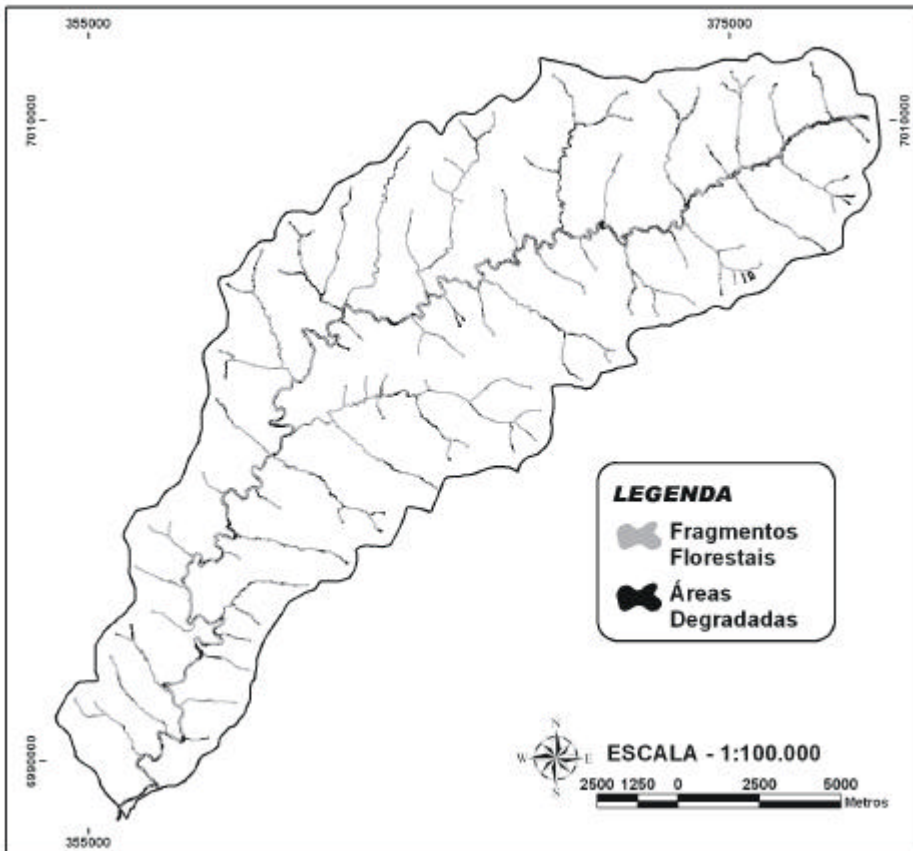 355000
375000
7010000
7010000
LEGENDA
Fragmentos
Florestais
Áreas
Degradadas
N
W
E
S
ESCALA - 1:100.000
2500 1250 0 2500 5000
Metros
6990000
355000